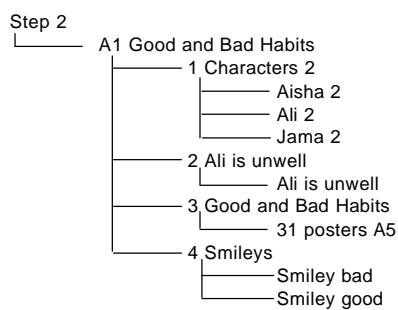 Step 2
A1 Good and Bad Habits
1 Characters 2
Aisha 2
Ali 2
Jama 2
2 Ali is unwell
Ali is unwell
3 Good and Bad Habits
31 posters A5
4 Smileys
Smiley bad
Smiley good